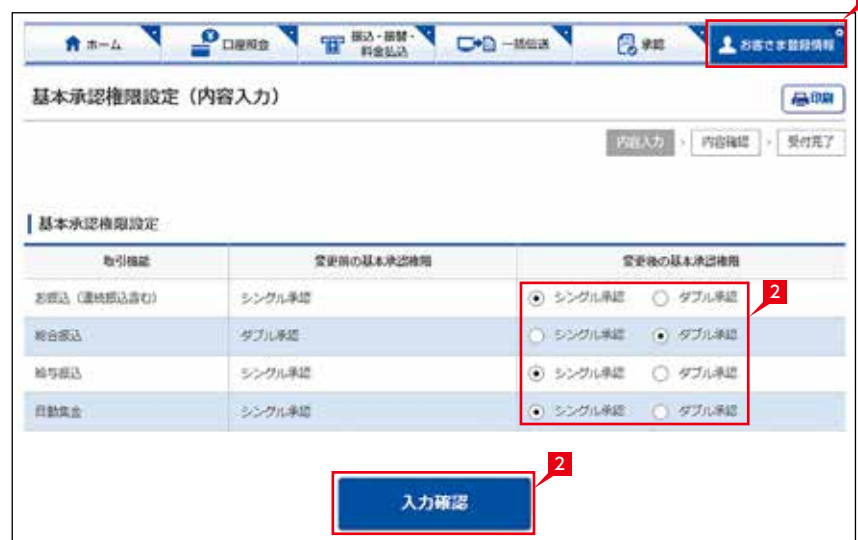 ホーム
口座照会
振込・振替・
料金払込
一括伝送
承認
お客さま登録情報
基本承認権限設定（内容入力）
印刷
内容入力 › 内容確認 › 受付完了
基本承認権限設定
取引機能 変更前の基本承認権限 変更後の基本承認権限
お振込（連続振込含む） シングル承認 シングル承認 ダブル承認
2
総合振込 ダブル承認 シングル承認 ダブル承認
給与振込 シングル承認 シングル承認 ダブル承認
自動集金 シングル承認 シングル承認 ダブル承認
2
入力確認